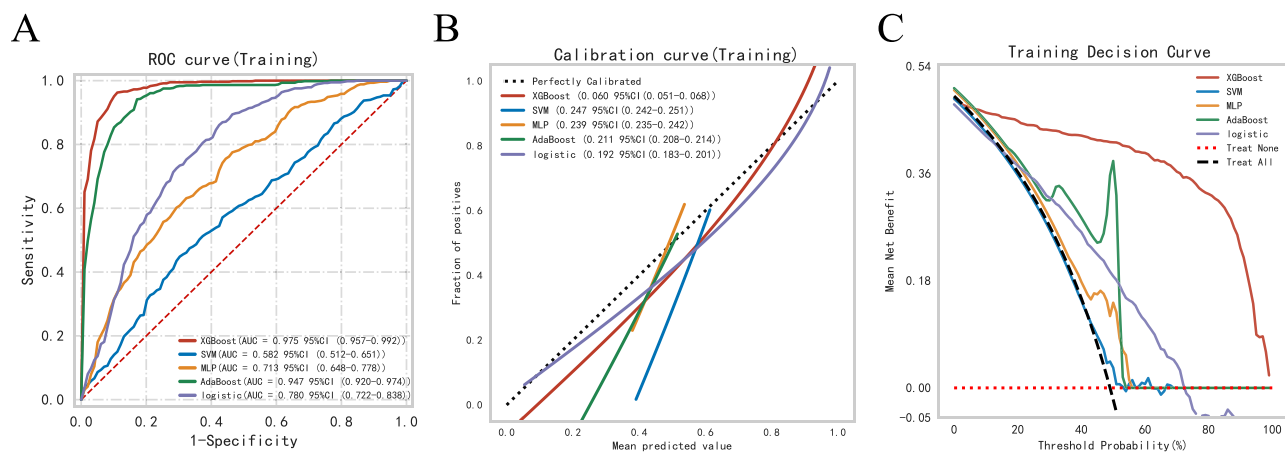 A
ROC curve(Training)
1.0
0.8
0.6
0.4
0.2
0.0
Sensitivity
XGBoost(AUC = 0.975 95%CI (0.957-0.992))
SVM(AUC = 0.582 95%CI (0.512-0.651))
MLP(AUC = 0.713 95%CI (0.648-0.778))
AdaBoost(AUC = 0.947 95%CI (0.920-0.974))
logistic(AUC = 0.780 95%CI (0.722-0.838))
0.0 0.2 0.4 0.6 0.8 1.0
1-Specificity
B
Calibration curve(Training)
1.0
0.8
0.6
0.4
0.2
0.0
Fraction of positives
Perfectly Calibrated
XGBoost (0.060 95%CI(0.051-0.068))
SVM (0.247 95%CI(0.242-0.251))
MLP (0.239 95%CI(0.235-0.242))
AdaBoost (0.211 95%CI(0.208-0.214))
logistic (0.192 95%CI(0.183-0.201))
0.0 0.2 0.4 0.6 0.8 1.0
Mean predicted value
C
Training Decision Curve
0.54
0.36
0.18
0.00
-0.05
Mean Net Benefit
XGBoost
SVM
MLP
AdaBoost
logistic
Treat None
Treat All
0 20 40 60 80 100
Threshold Probability(%)